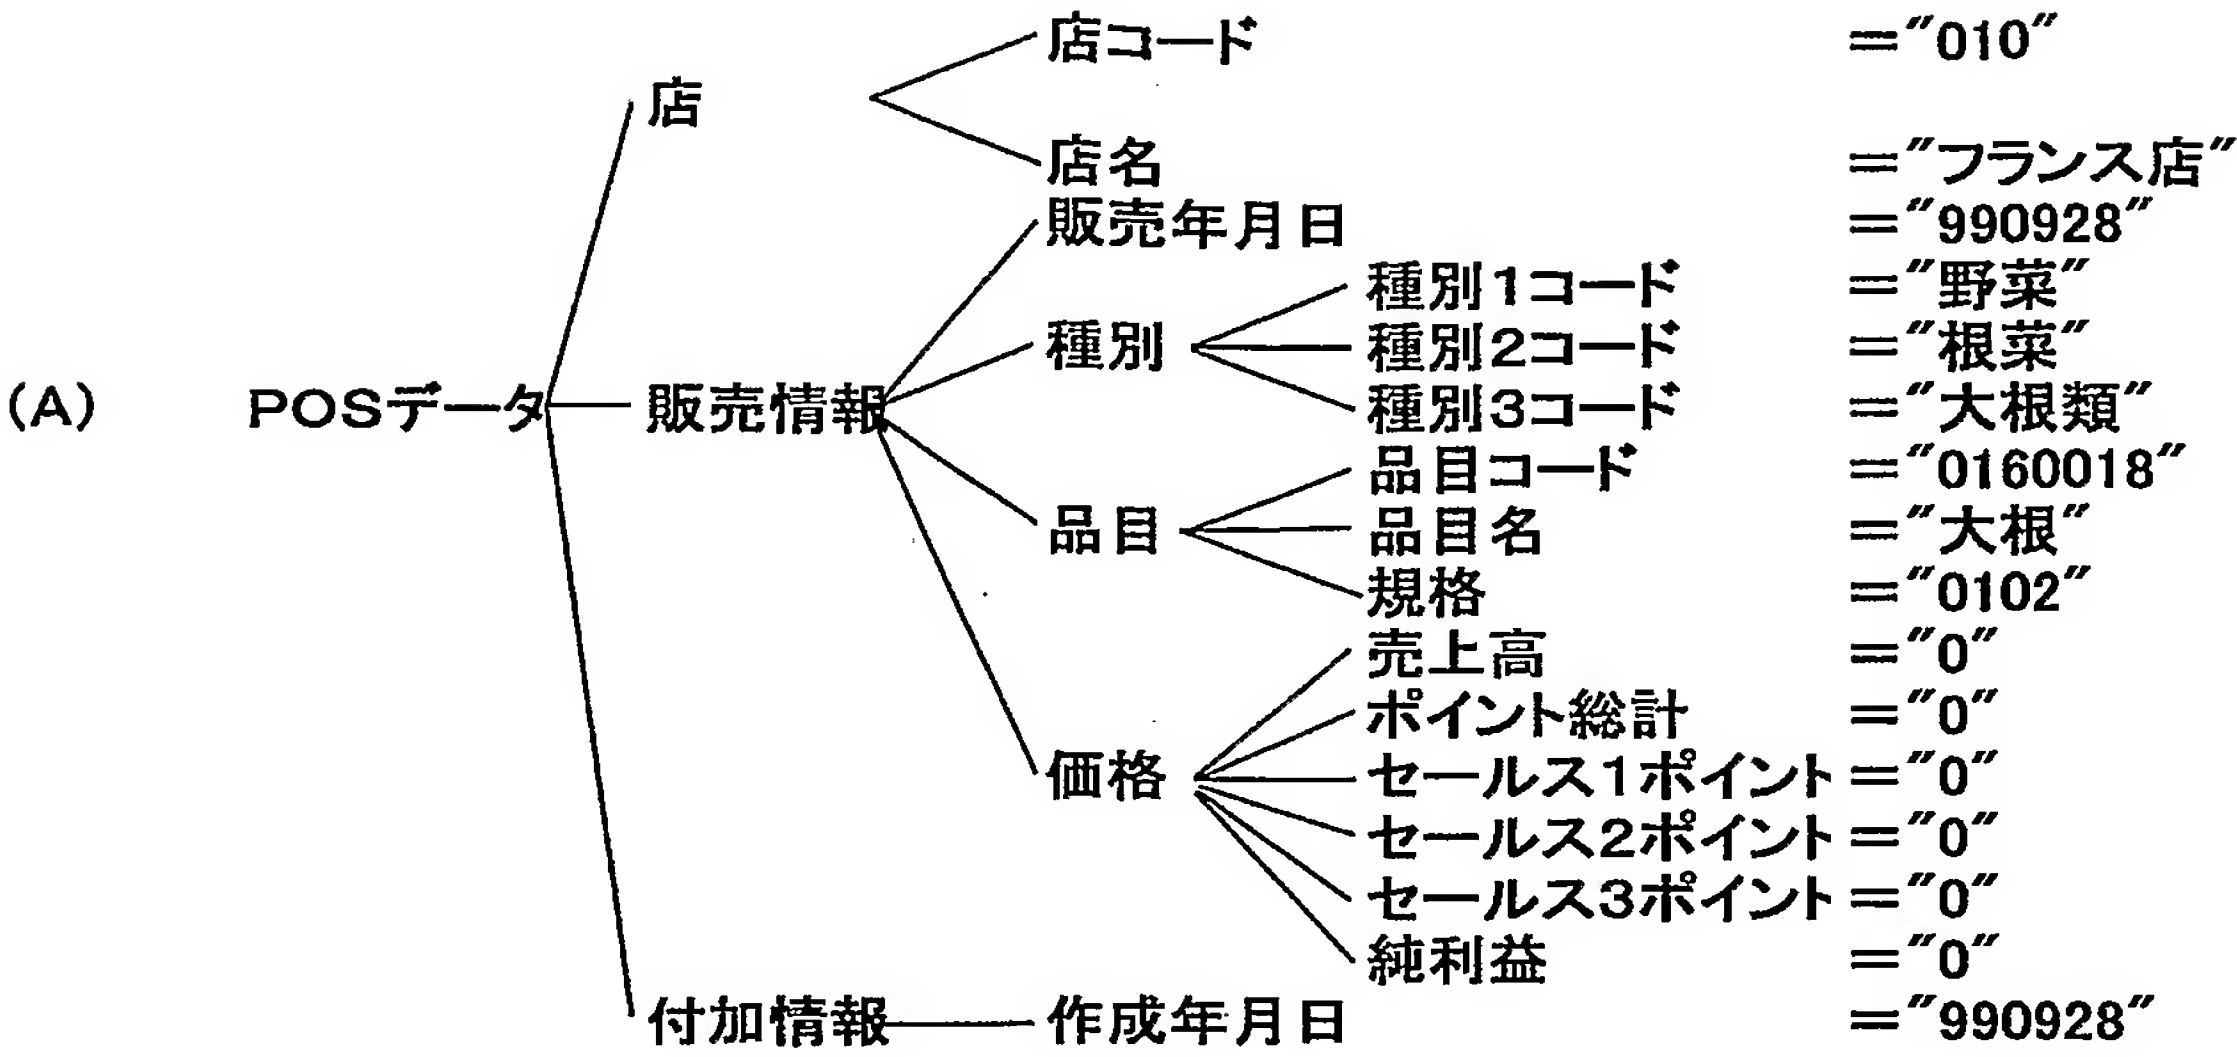 店コード ="010"
店
店名 ="フランス店"
販売年月日 ="990928"
種別1コード ="野菜"
種別 種別2コード ="根菜"
(A) POSデータ 販売情報 種別3コード ="大根類"
品目コード ="0160018"
品目 品目名 ="大根"
規格 ="0102"
売上高 ="0"
ポイント総計 ="0"
価格 セールス1ポイント ="0"
セールス2ポイント ="0"
セールス3ポイント ="0"
純利益 ="0"
付加情報 作成年月日 ="990928"